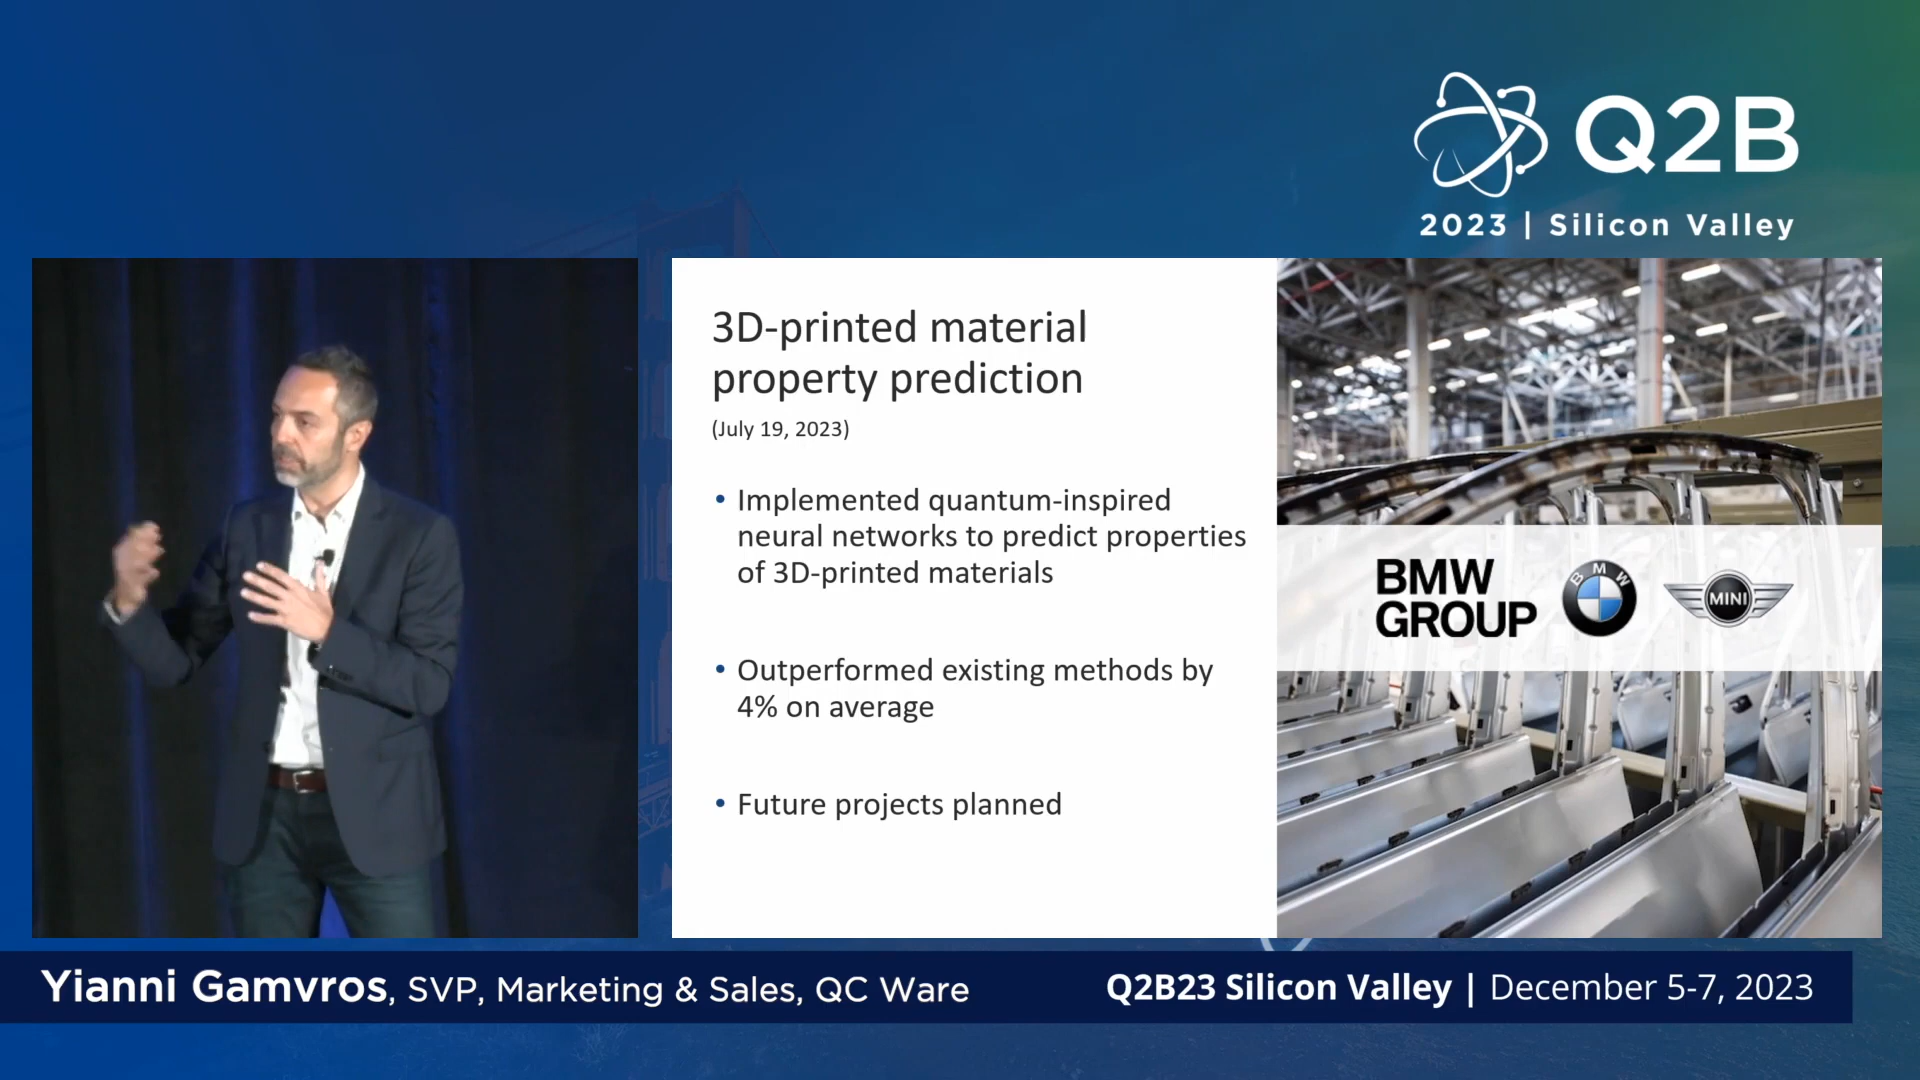 Q2B
2023 | Silicon Valley
3D-printed material
property prediction
(July 19, 2023)
• Implemented quantum-inspired
neural networks to predict properties
of 3D-printed materials
• Outperformed existing methods by
4% on average
• Future projects planned
BMW
GROUP
BMW
MINI
Yianni Gamvros, SVP, Marketing & Sales, QC Ware
Q2B23 Silicon Valley | December 5-7, 2023